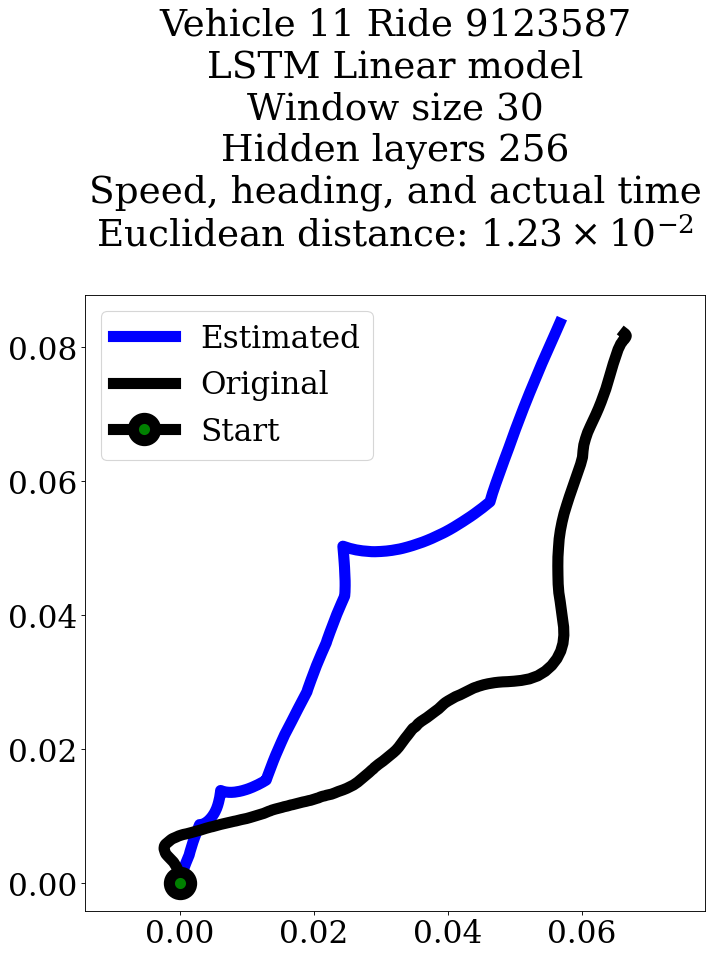 Vehicle 11 Ride 9123587
LSTM Linear model
Window size 30
Hidden layers 256
Speed, heading, and actual time
Euclidean distance: 1.23 × 10⁻²
Estimated
Original
Start
0.08
0.06
0.04
0.02
0.00
0.00 0.02 0.04 0.06